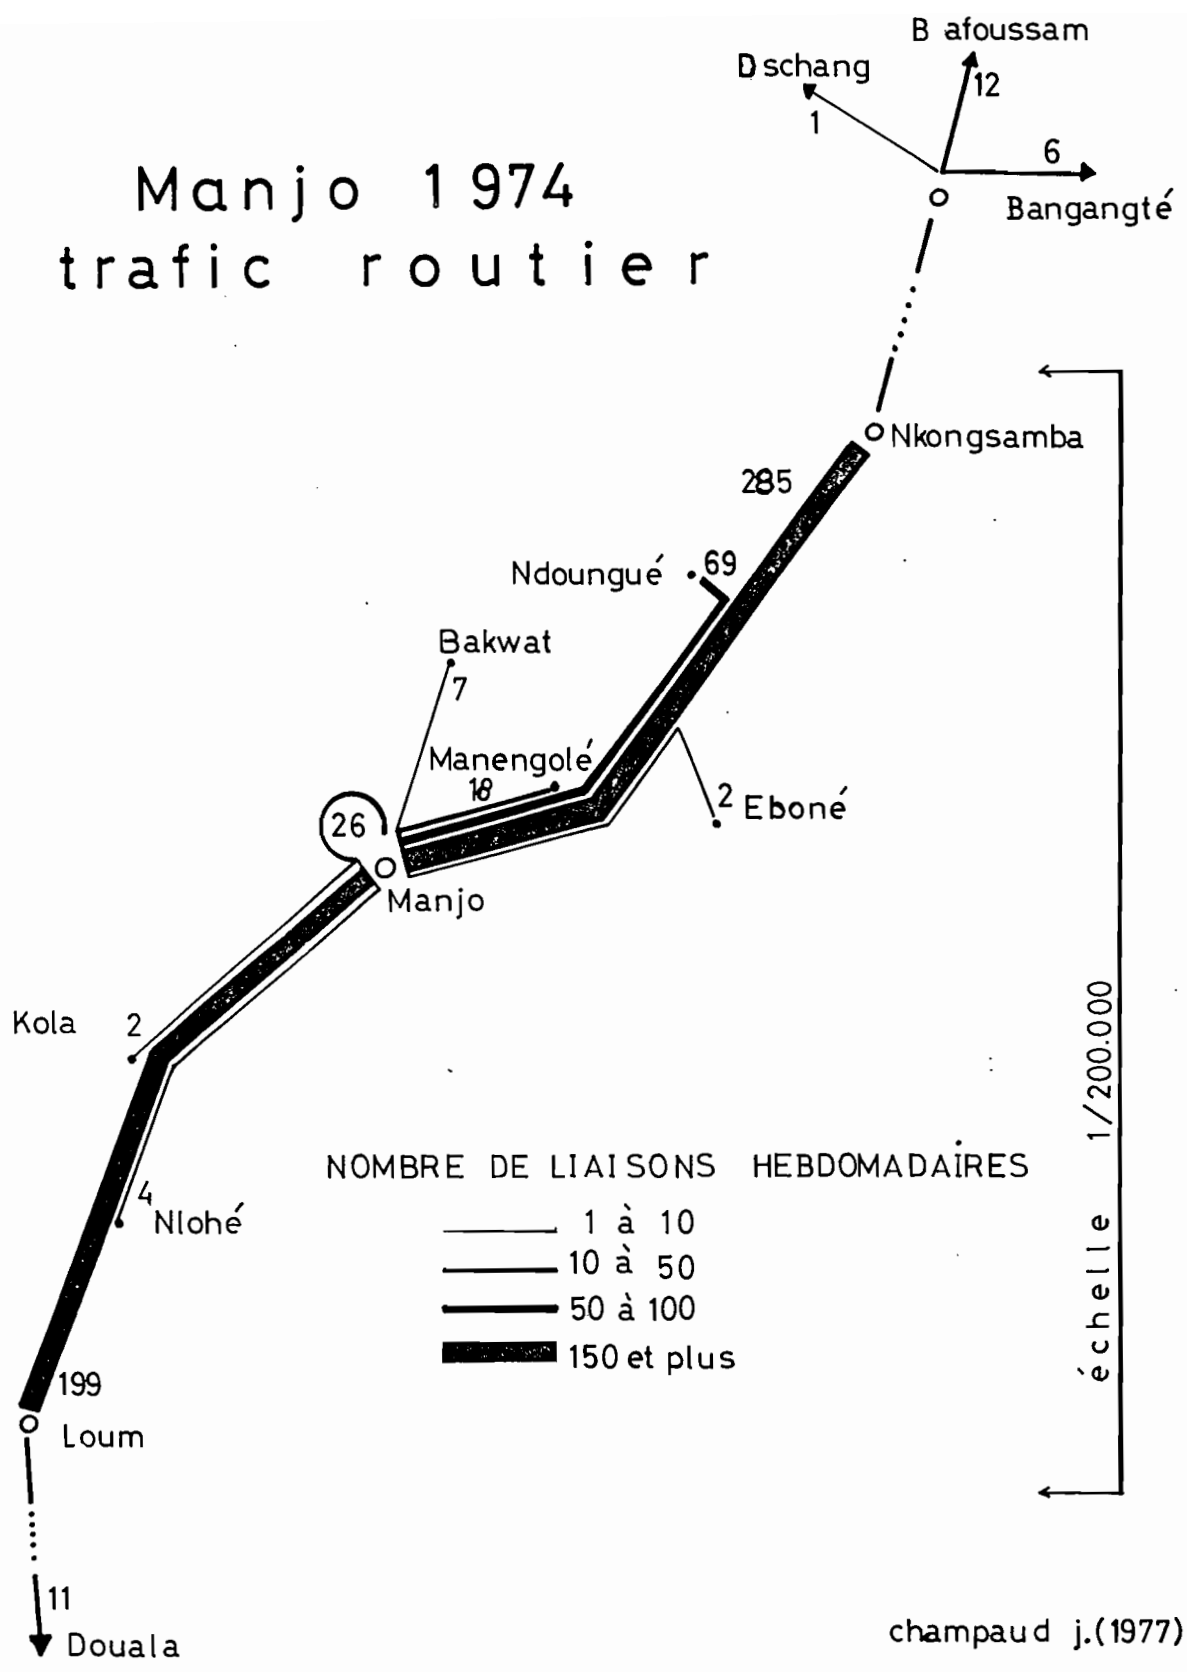 B afoussam
Dschang
12
1
6
Bangangté
Manjo 1974
trafic routier
Nkongsamba
285
Ndoungué
69
Bakwat
7
Manengolé
18
2
Eboné
26
Manjo
Kola
2
4
Nlohé
NOMBRE DE LIAISONS HEBDOMADAIRES
1 à 10
10 à 50
50 à 100
150 et plus
échelle 1/200.000
199
Loum
11
Douala
champaud j.(1977)